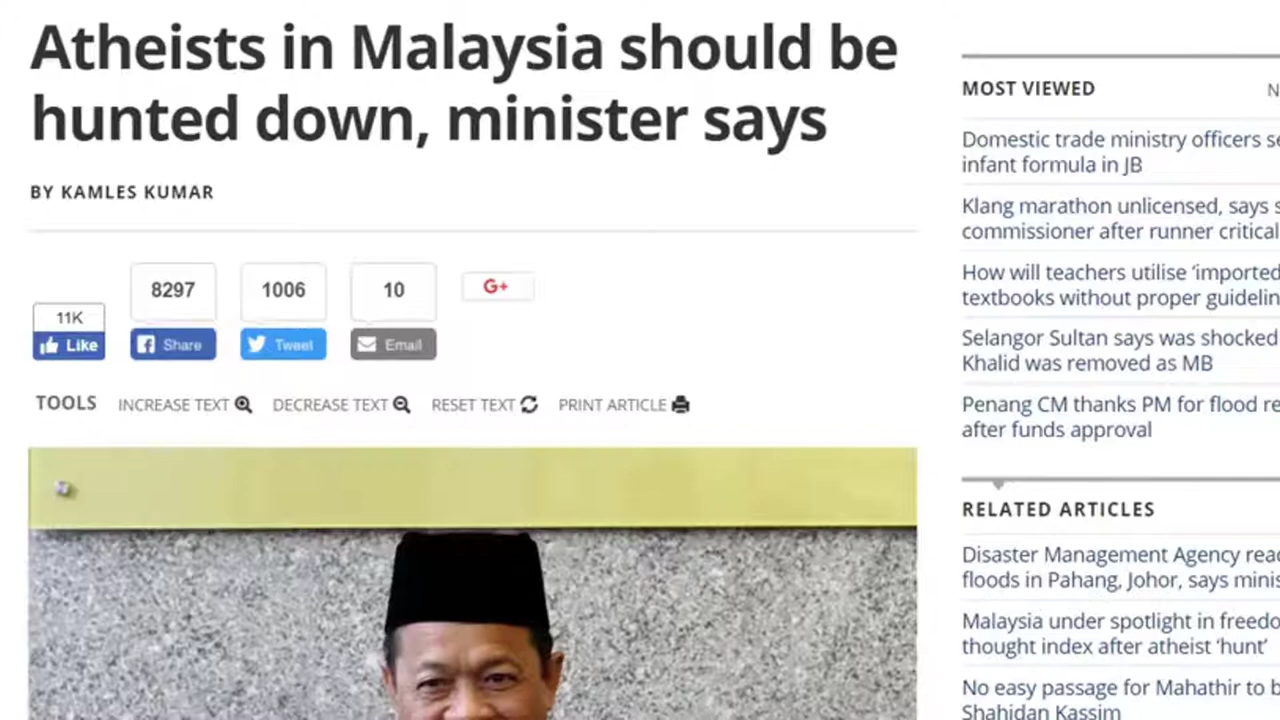 Atheists in Malaysia should be
hunted down, minister says
BY KAMLES KUMAR
11K
Like
8297
Share
1006
Tweet
10
Email
G+
TOOLS
INCREASE TEXT
DECREASE TEXT
RESET TEXT
PRINT ARTICLE
MOST VIEWED
N
Domestic trade ministry officers
infant formula in JB
Klang marathon unlicensed, says
commissioner after runner critical
How will teachers utilise ‘imported
textbooks without proper
Selangor Sultan says was shocked
Khalid was removed as MB
Penang CM thanks PM for flood
after funds approval
RELATED ARTICLES
Disaster Management Agency
floods in Pahang, Johor, says
Malaysia under spotlight in
thought index after atheist ‘hunt’
No easy passage for Mahathir to
Shahidan Kassim